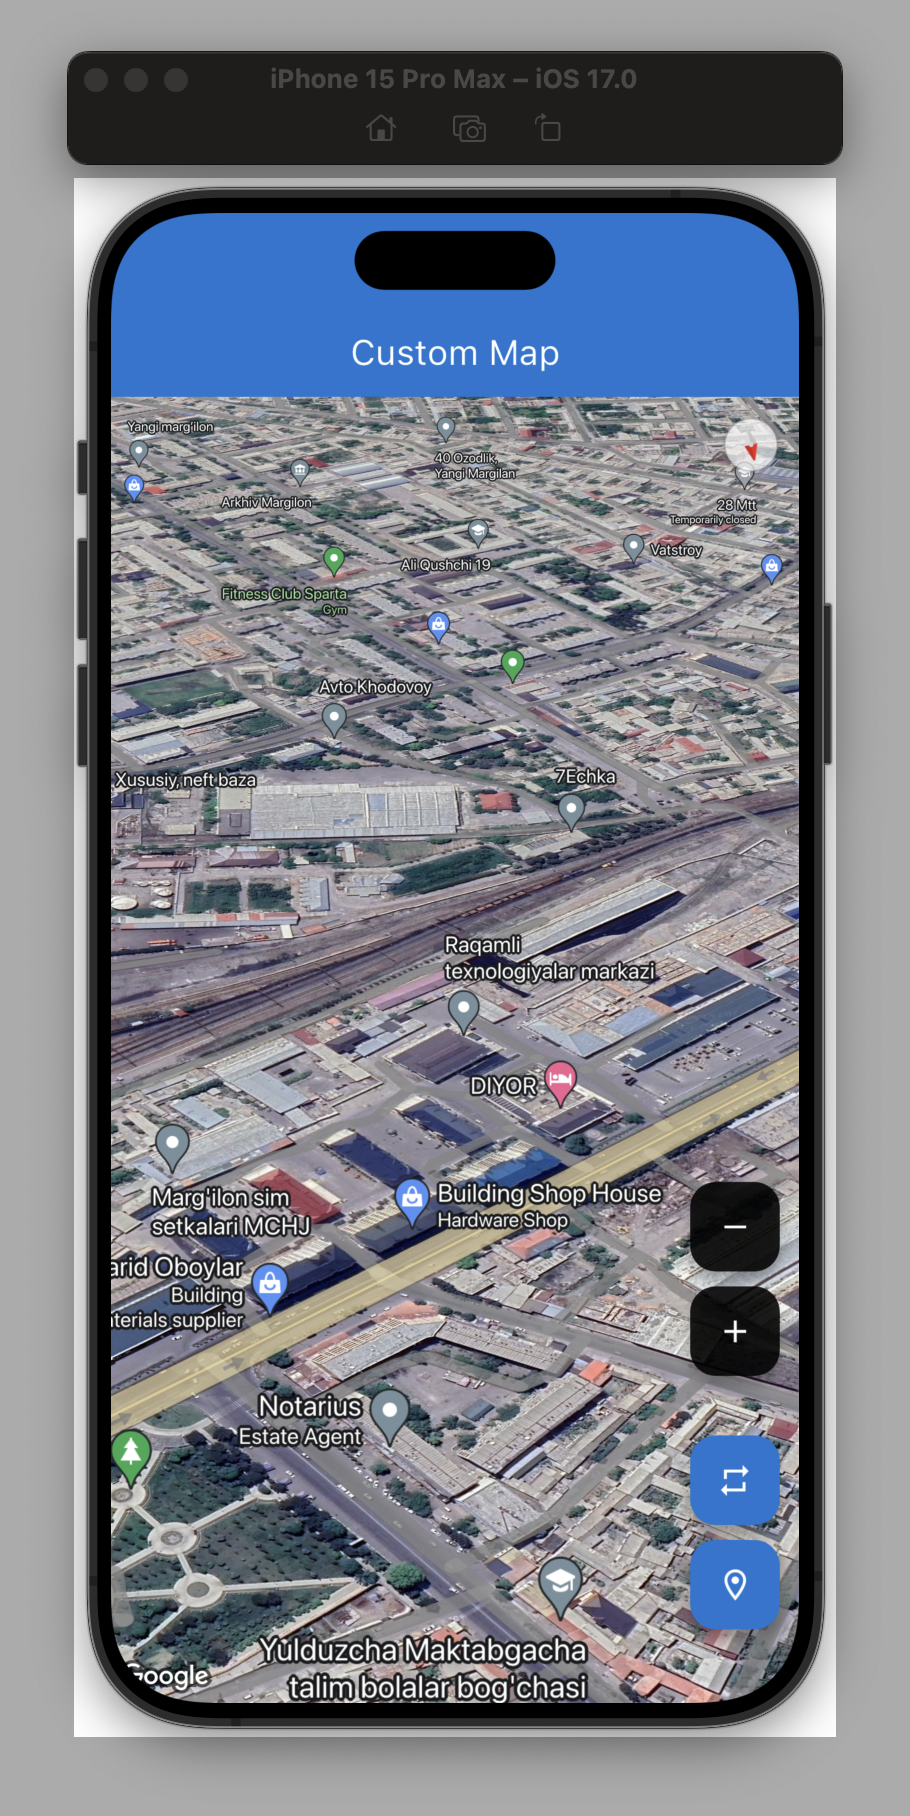 iPhone 15 Pro Max – iOS 17.0
Custom Map
Yangi marg'ilon
40 Ozodlik,
Yangi Margilan
Arkhiv Margilon
28 Mtt
Temporarily closed
Ali Qushchi 19
Vatstroy
Fitness Club Sparta
Gym
Avto Khodovoy
Xususiy, neft baza
7Echka
Raqamli
texnologiyalar markazi
DIYOR
Marg'ilon sim
setkalari MCHJ
Building Shop House
Hardware Shop
arid Oboylar
Building
terials supplier
Notarius
Estate Agent
Yulduzcha Maktabgacha
talim bolalar bog'chasi
Google